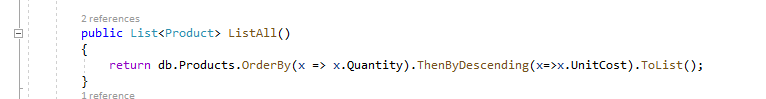 2 references
public List<Product> ListAll()
{
return db.Products.OrderBy(x => x.Quantity).ThenByDescending(x=>x.UnitCost).ToList();
}
1 reference